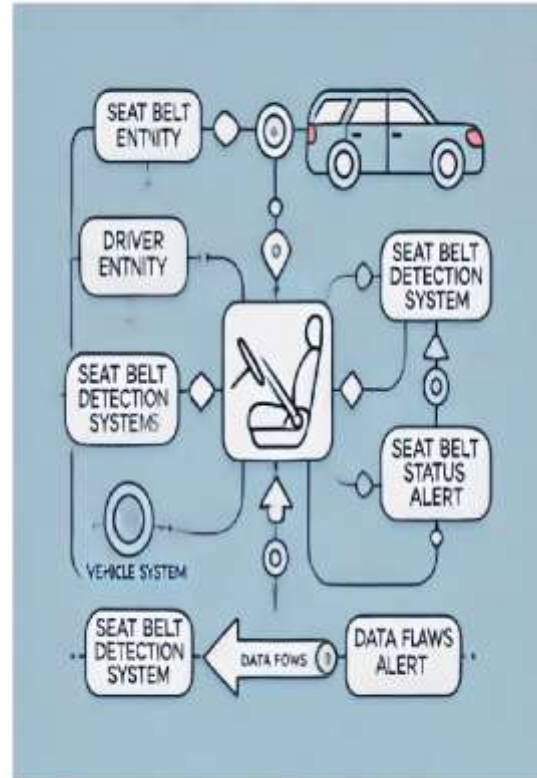 SEAT BELT
ENTNITY
DRIVER
ENTNITY
SEAT BELT
DETECTION
SYSTEM
SEAT BELT
DETECTION
SYSTEMS
SEAT BELT
STATUS
ALERT
VEHICLE SYSTEM
SEAT BELT
DETECTION
SYSTEM
DATA FOWS
DATA FLAWS
ALERT